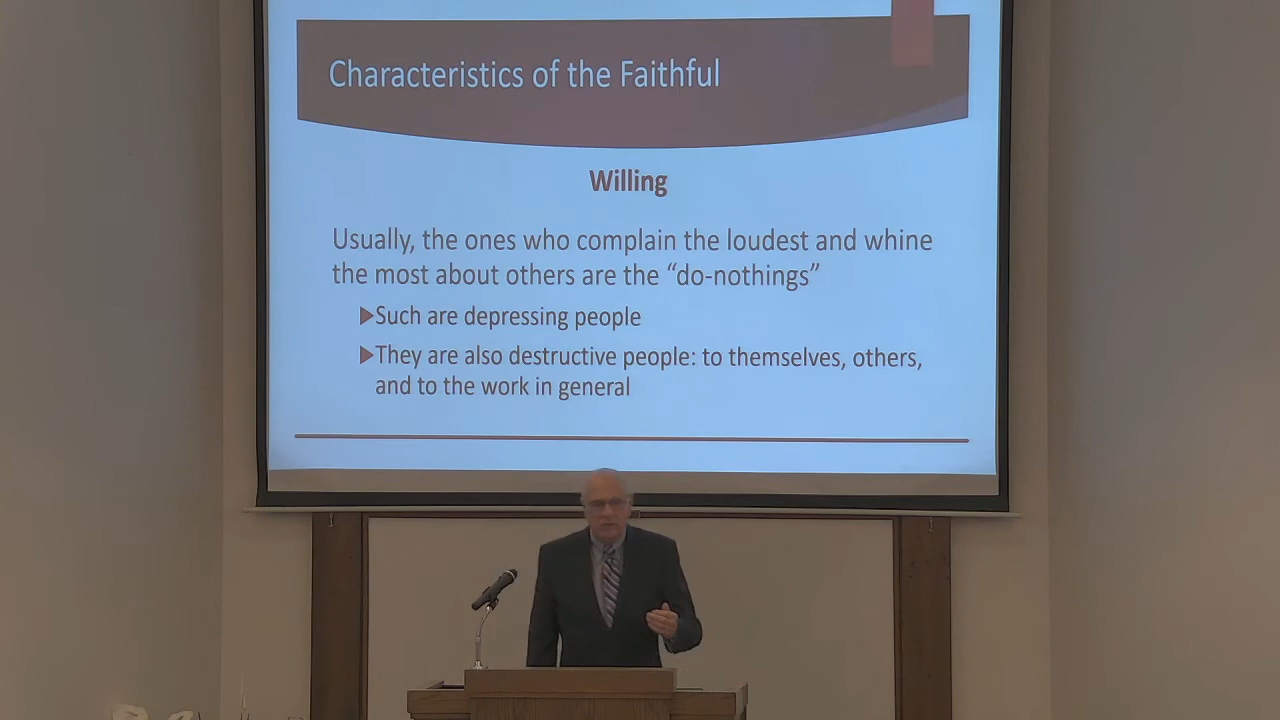 Characteristics of the Faithful
Willing
Usually, the ones who complain the loudest and whine
the most about others are the “do-nothings”
Such are depressing people
They are also destructive people: to themselves, others,
and to the work in general